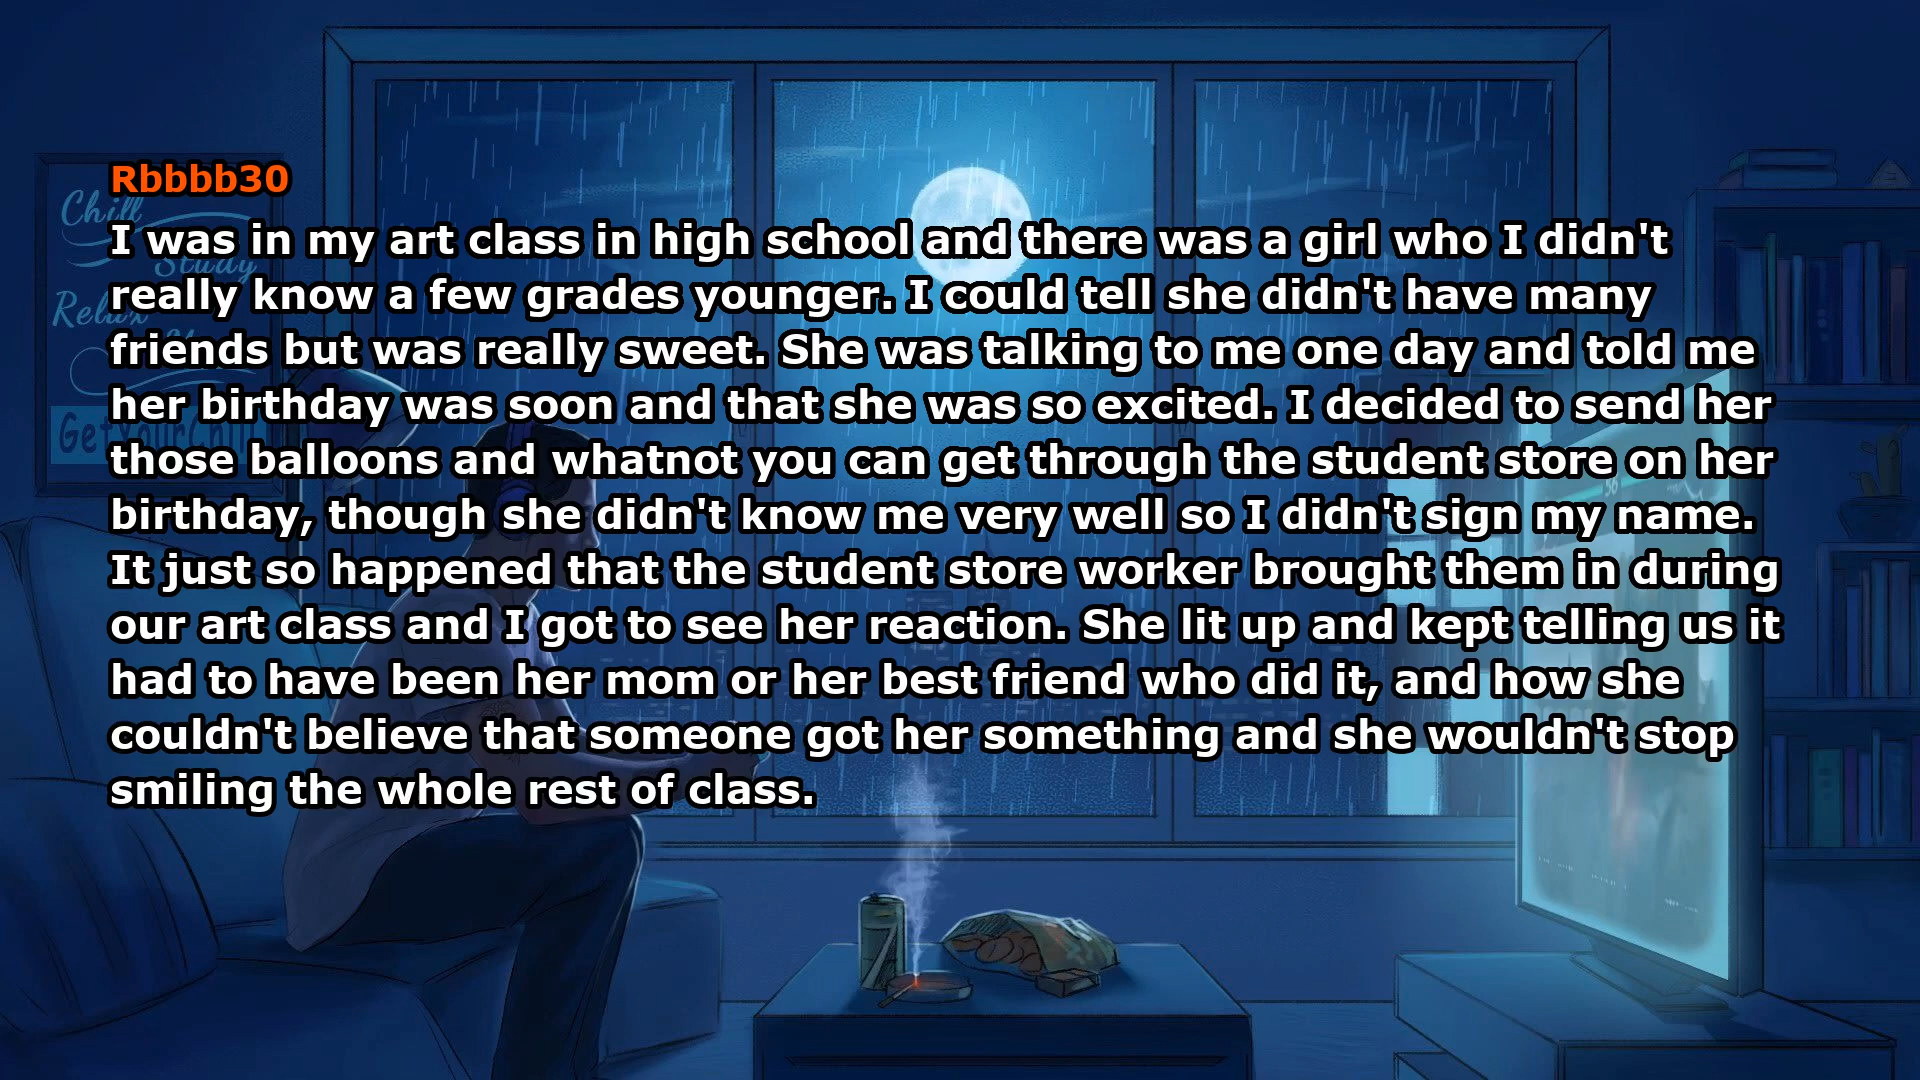 Rbbbb30
I was in my art class in high school and there was a girl who I didn't
really know a few grades younger. I could tell she didn't have many
friends but was really sweet. She was talking to me one day and told me
her birthday was soon and that she was so excited. I decided to send her
those balloons and whatnot you can get through the student store on her
birthday, though she didn't know me very well so I didn't sign my name.
It just so happened that the student store worker brought them in during
our art class and I got to see her reaction. She lit up and kept telling us it
had to have been her mom or her best friend who did it, and how she
couldn't believe that someone got her something and she wouldn't stop
smiling the whole rest of class.
Chill
Study
Relax
GetYourChill
56